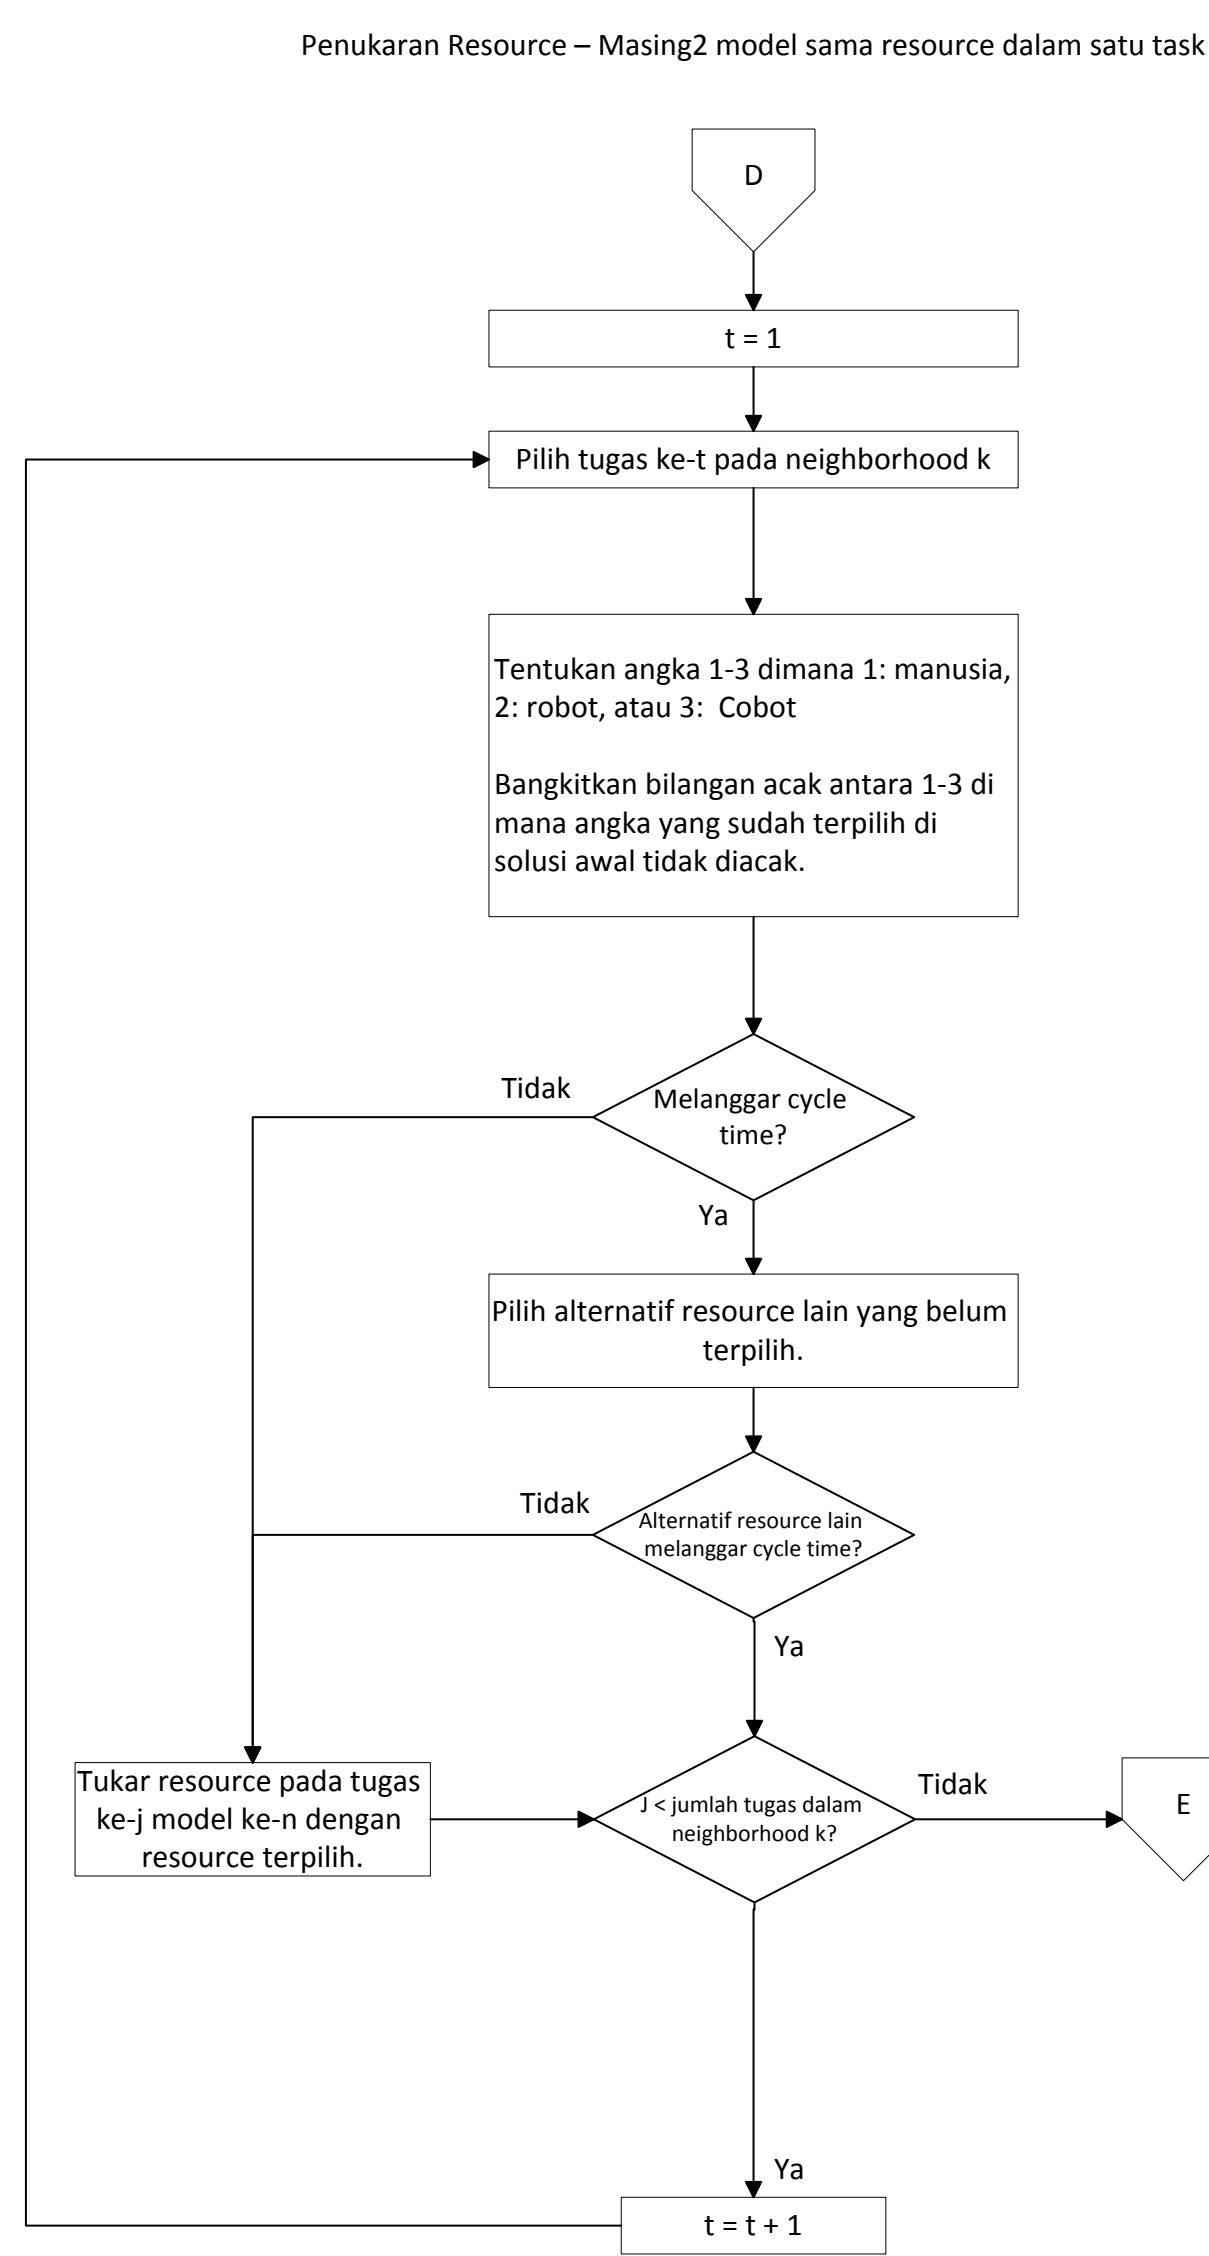 Penukaran Resource – Masing2 model sama resource dalam satu task
D
t = 1
Pilih tugas ke-t pada neighborhood k
Tentukan angka 1-3 dimana 1: manusia,
2: robot, atau 3:  Cobot
Bangkitkan bilangan acak antara 1-3 di
mana angka yang sudah terpilih di
solusi awal tidak diacak.
Tidak
Melanggar cycle
time?
Ya
Pilih alternatif resource lain yang belum
terpilih.
Tidak
Alternatif resource lain
melanggar cycle time?
Ya
Tukar resource pada tugas
ke-j model ke-n dengan
resource terpilih.
J < jumlah tugas dalam
neighborhood k?
Tidak
E
Ya
t = t + 1